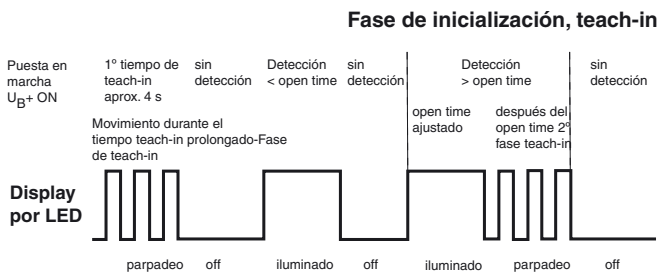 Fase de inicialización, teach-in
Puesta en
marcha
UB+ ON
1º tiempo de
teach-in
aprox. 4 s
sin
detección
Detección
< open time
sin
detección
Detección
> open time
sin
detección
Movimiento durante el
tiempo teach-in prolongado-Fase
de teach-in
open time
ajustado
después del
open time 2º
fase teach-in
Display
por LED
parpadeo
off
iluminado
off
iluminado
parpadeo
off